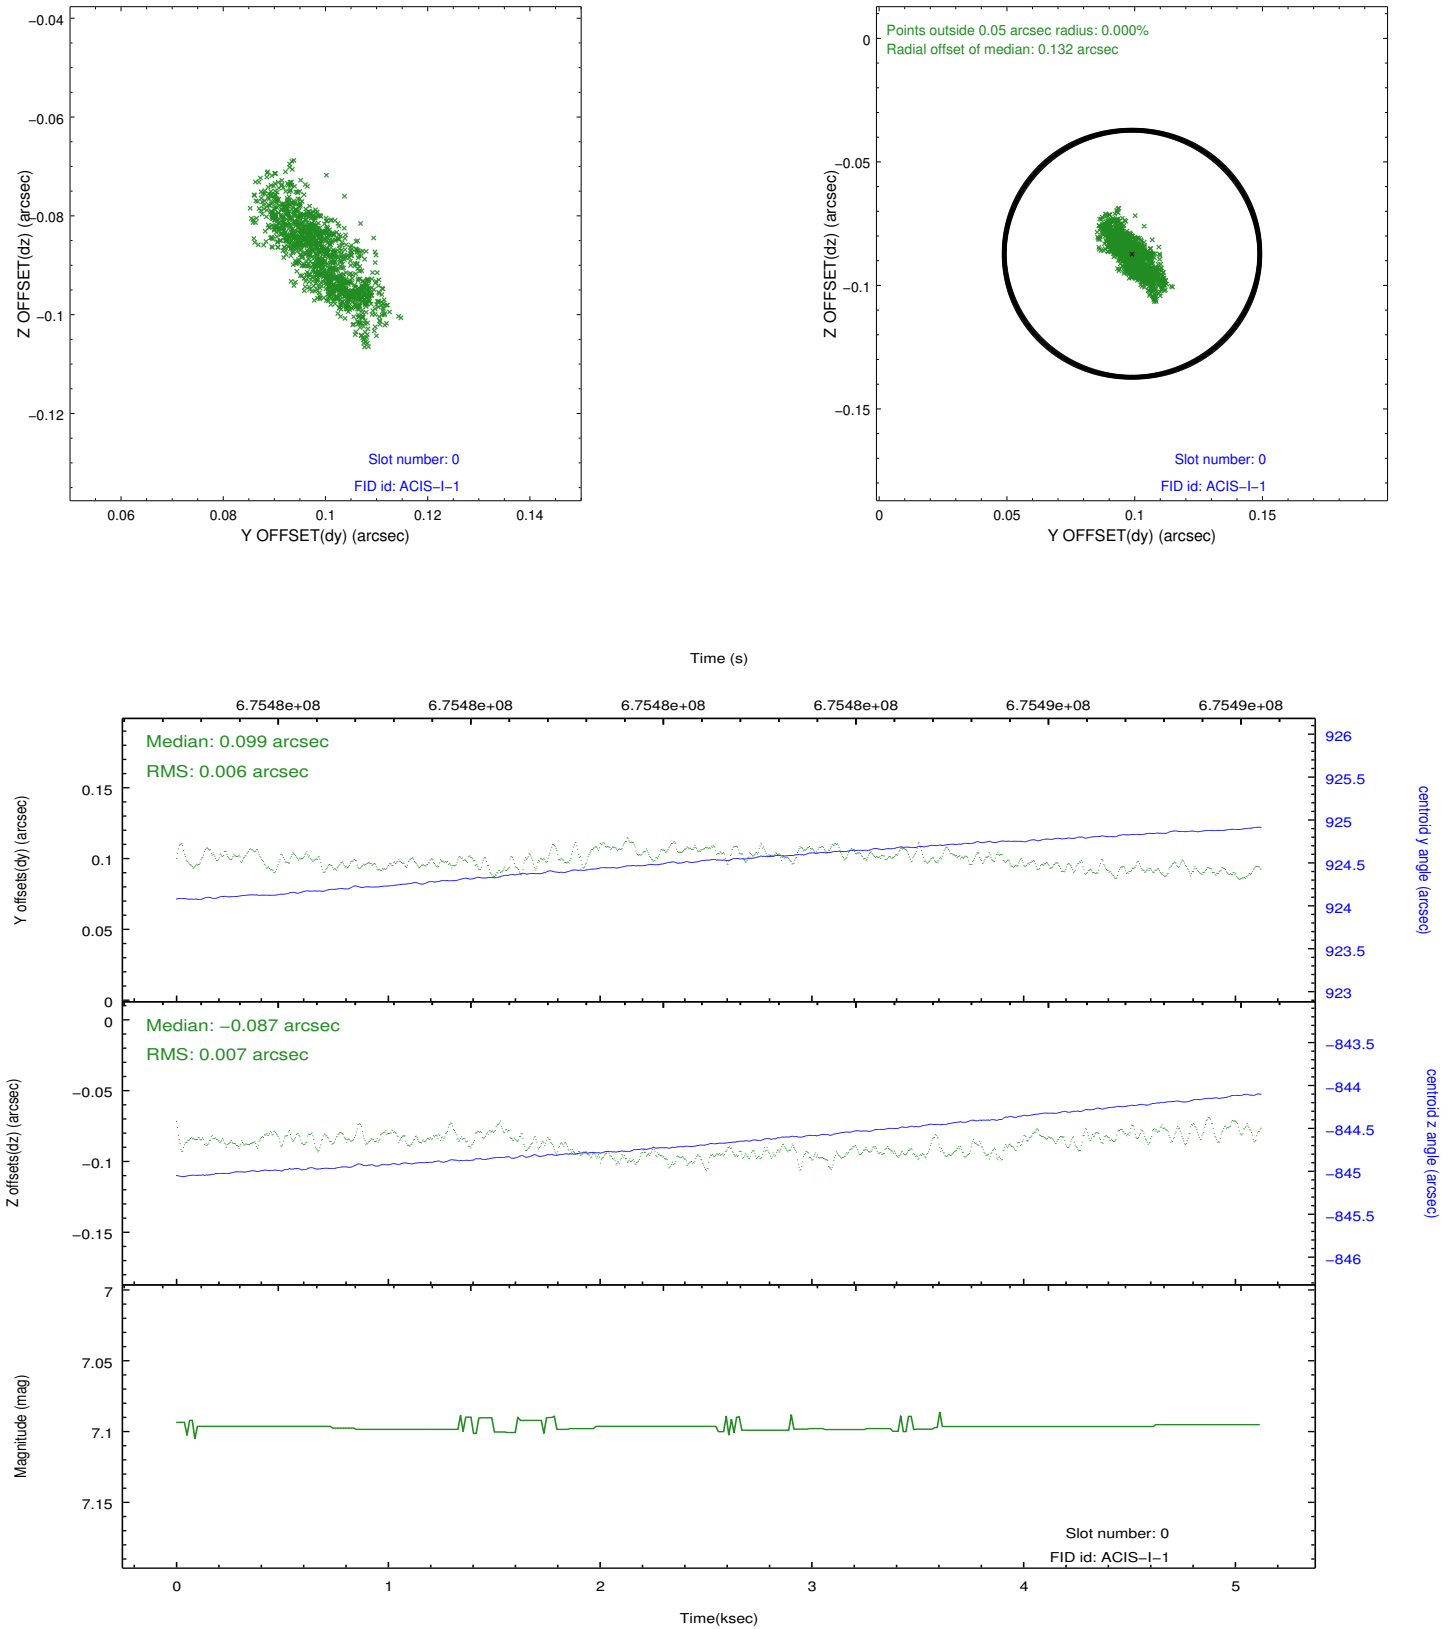 −0.04
−0.06
−0.08
−0.1
−0.12
Z OFFSET(dz) (arcsec)
Slot number: 0
FID id: ACIS−I−1
0.06 0.08 0.1 0.12 0.14
Y OFFSET(dy) (arcsec)
Points outside 0.05 arcsec radius: 0.000%
Radial offset of median: 0.132 arcsec
0
−0.05
−0.1
−0.15
Z OFFSET(dz) (arcsec)
Slot number: 0
FID id: ACIS−I−1
0 0.05 0.1 0.15
Y OFFSET(dy) (arcsec)
Time (s)
6.7548e+08 6.7548e+08 6.7548e+08 6.7548e+08 6.7549e+08 6.7549e+08
Median: 0.099 arcsec
RMS: 0.006 arcsec
0.15
0.1
0.05
0
Y offsets(dy) (arcsec)
926
925.5
925
924.5
924
923.5
923
centroid y angle (arcsec)
Median: −0.087 arcsec
RMS: 0.007 arcsec
0
−0.05
−0.1
−0.15
Z offsets(dz) (arcsec)
−843.5
−844
−844.5
−845
−845.5
−846
centroid z angle (arcsec)
7
7.05
7.1
7.15
Magnitude (mag)
Slot number: 0
FID id: ACIS−I−1
0 1 2 3 4 5
Time(ksec)